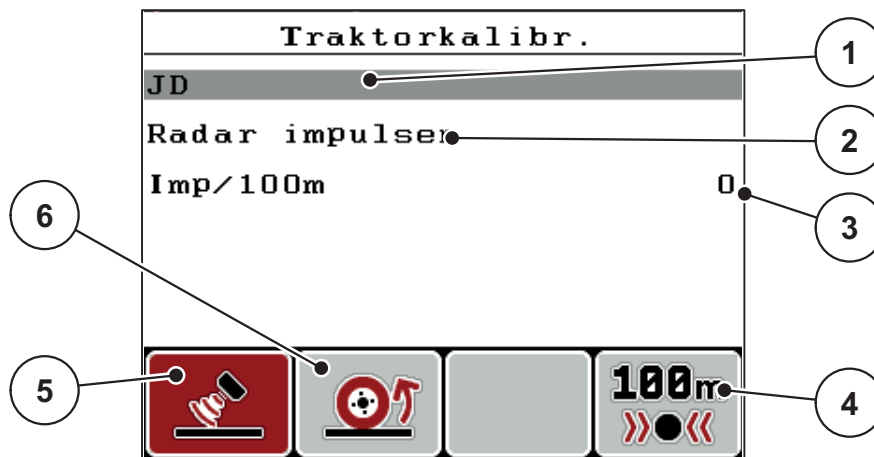 Traktorkalibr.
1
JD
Radar impulser
2
Imp/100m 0
3
6
5
100m
4